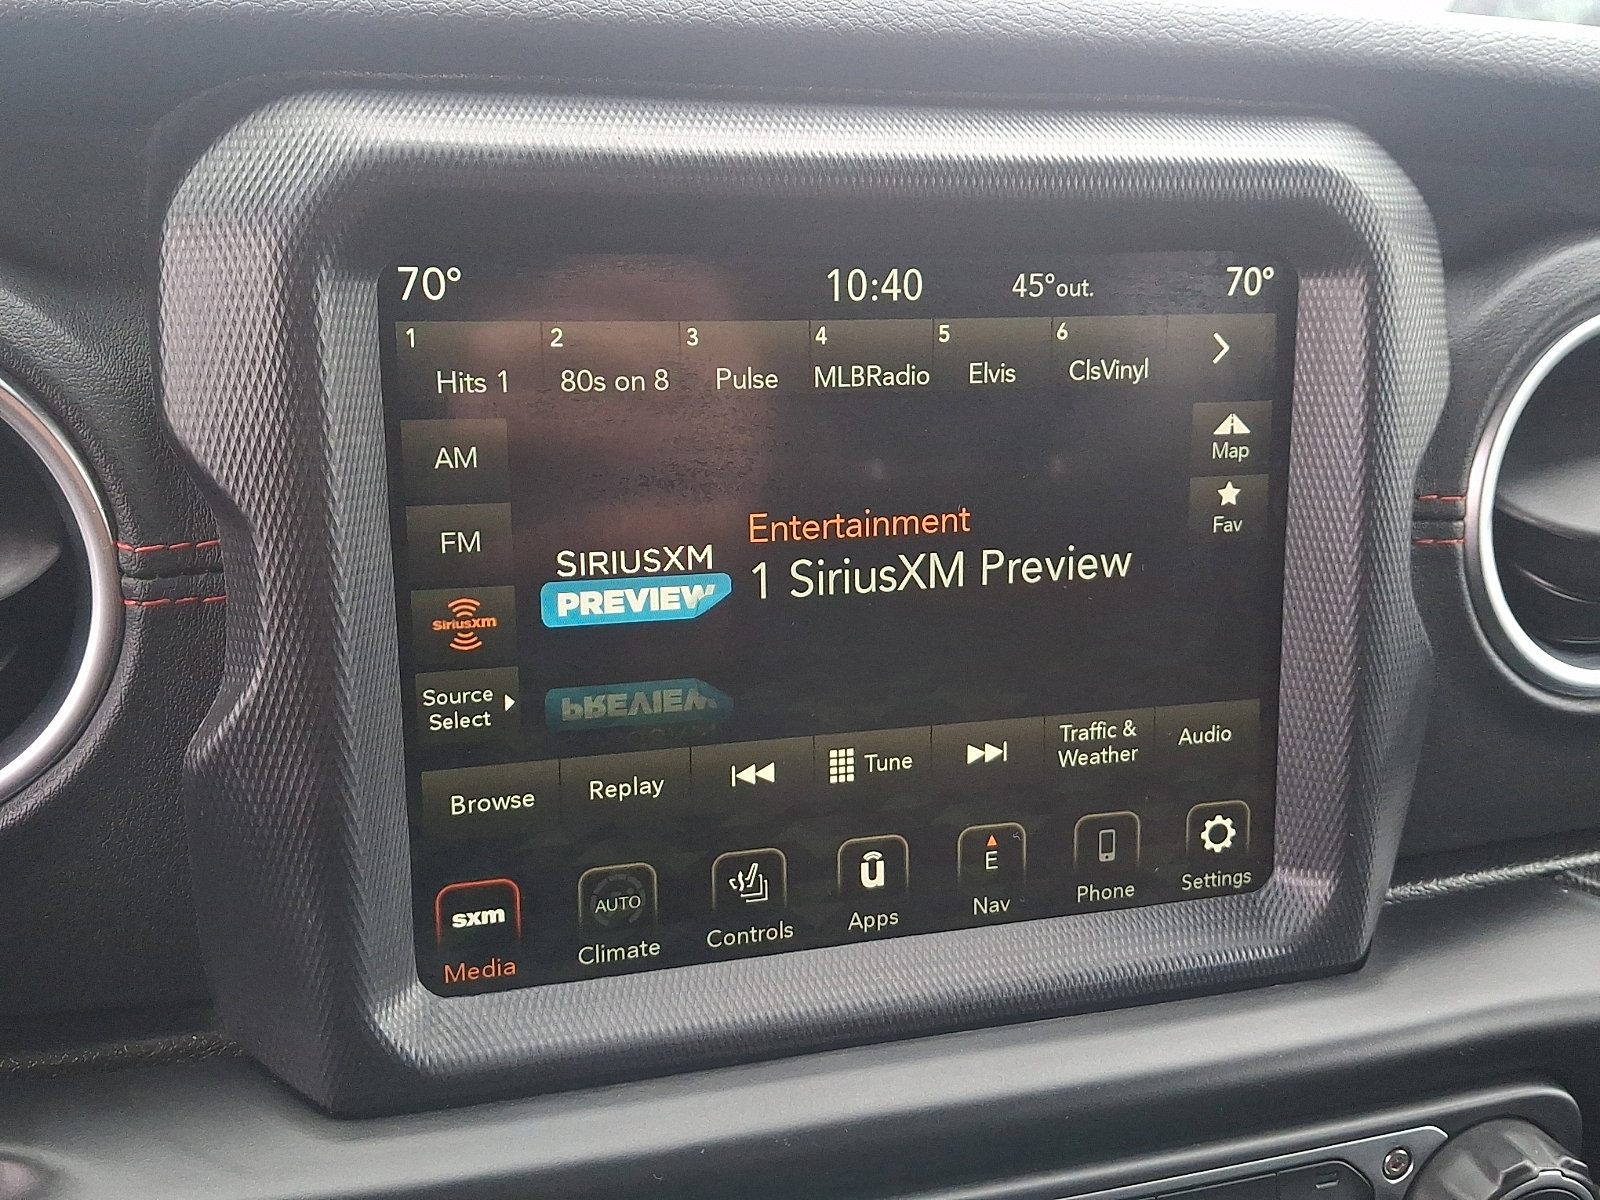 70° 10:40 45°out. 70°
1 2 3 4 5 6
Hits 1 80s on 8 Pulse MLBRadio Elvis ClsVinyl
AM
FM
SiriusXM
Source
Select
Map
Fav
SIRIUSXM
PREVIEW
Entertainment
1 SiriusXM Preview
PREVIEW
Browse Replay Tune Traffic &
Weather Audio
sxm AUTO u E
Media Climate Controls Apps Nav Phone Settings